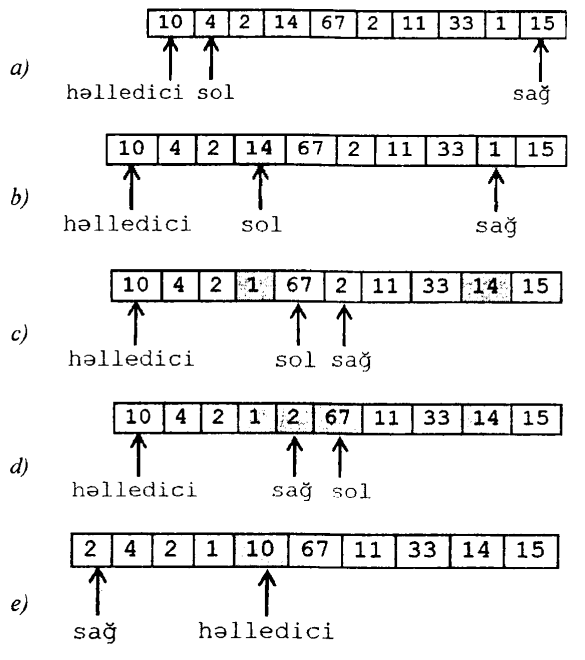 10 4 2 14 67 2 11 33 1 15
a)
həlledici sol sağ
10 4 2 14 67 2 11 33 1 15
b)
həlledici sol sağ
10 4 2 1 67 2 11 33 14 15
c)
həlledici sol sağ
10 4 2 1 2 67 11 33 14 15
d)
həlledici sağ sol
2 4 2 1 10 67 11 33 14 15
e)
sağ həlledici